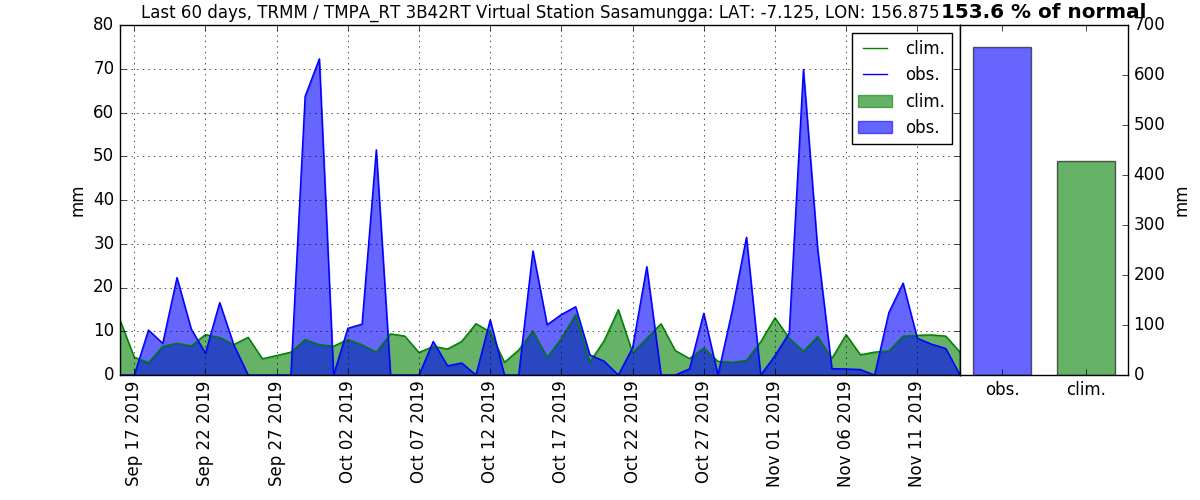 Last 60 days, TRMM / TMPA_RT 3B42RT Virtual Station Sasamungga: LAT: -7.125, LON: 156.875
153.6 % of normal
80
70
60
50
40
30
20
10
0
mm
clim.
obs.
clim.
obs.
Sep 17 2019
Sep 22 2019
Sep 27 2019
Oct 02 2019
Oct 07 2019
Oct 12 2019
Oct 17 2019
Oct 22 2019
Oct 27 2019
Nov 01 2019
Nov 06 2019
Nov 11 2019
700
600
500
400
300
200
100
0
mm
obs.
clim.